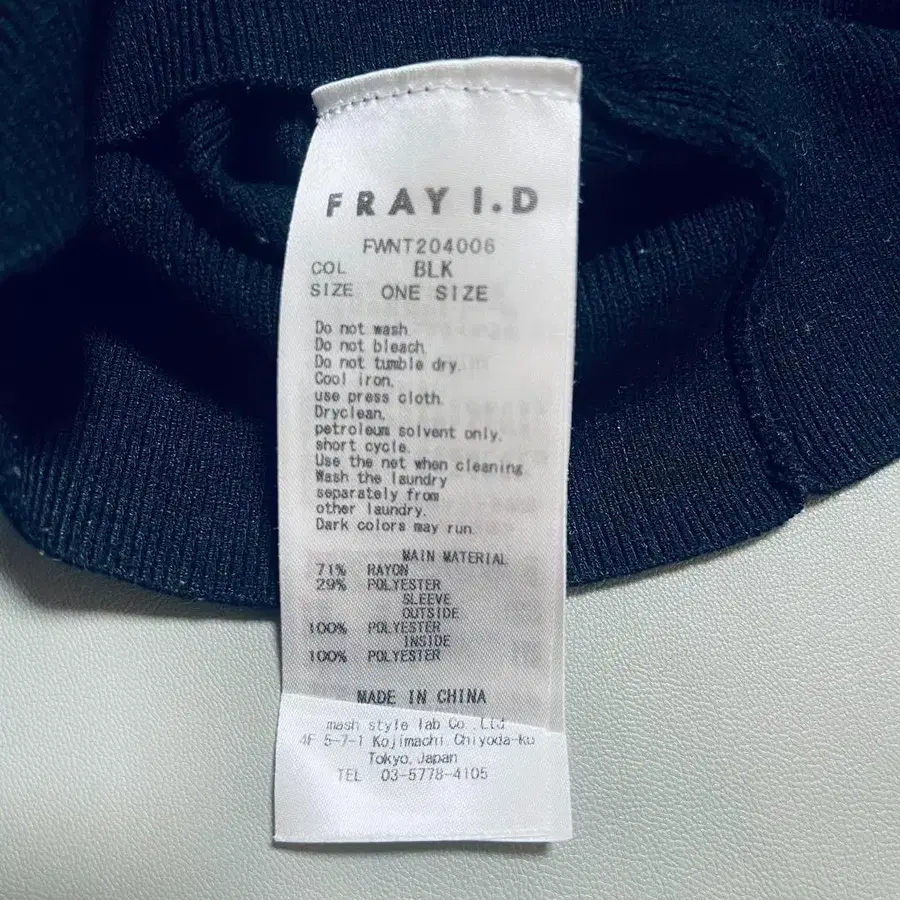 FRAY I.D
FWNT204006
COL BLK
SIZE ONE SIZE
Do not wash.
Do not bleach.
Do not tumble dry.
Cool iron,
use press cloth.
Dryclean,
petroleum solvent only,
short cycle.
Use the net when cleaning.
Wash the laundry
separately from
other laundry.
Dark colors may run.
MAIN MATERIAL
71% RAYON
29% POLYESTER
SLEEVE
OUTSIDE
100% POLYESTER
INSIDE
100% POLYESTER
MADE IN CHINA
mash style lab Co.,Ltd.
4F 5-7-1 Kojimachi,Chiyoda-ku
Tokyo,Japan
TEL 03-5778-4105